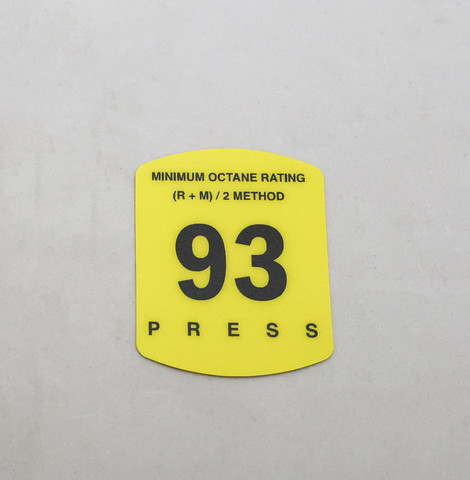 MINIMUM OCTANE RATING
(R + M) / 2 METHOD
93
PRESS